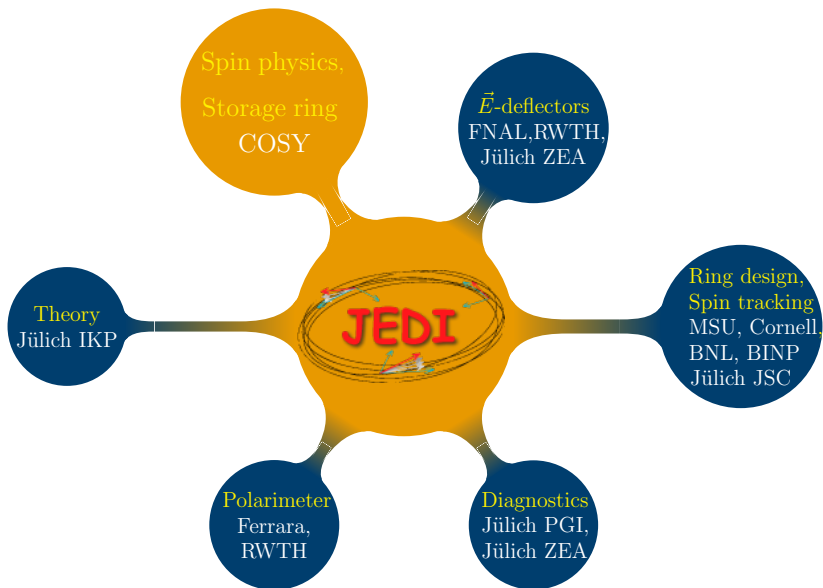 Spin physics,
Storage ring
COSY
$\vec{E}$-deflectors
FNAL,RWTH,
Jülich ZEA
Theory
Jülich IKP
JEDI
Ring design,
Spin tracking
MSU, Cornell,
BNL, BINP
Jülich JSC
Polarimeter
Ferrara,
RWTH
Diagnostics
Jülich PGI,
Jülich ZEA